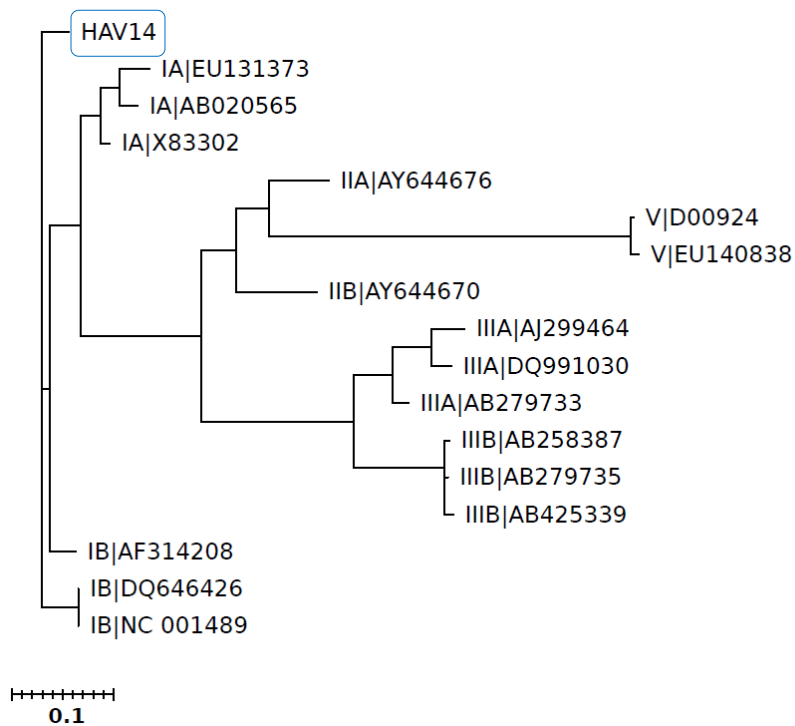 HAV14
IA|EU131373
IA|AB020565
IA|X83302
IIA|AY644676
V|D00924
V|EU140838
IIB|AY644670
IIIA|AJ299464
IIIA|DQ991030
IIIA|AB279733
IIIB|AB258387
IIIB|AB279735
IIIB|AB425339
IB|AF314208
IB|DQ646426
IB|NC 001489
0.1